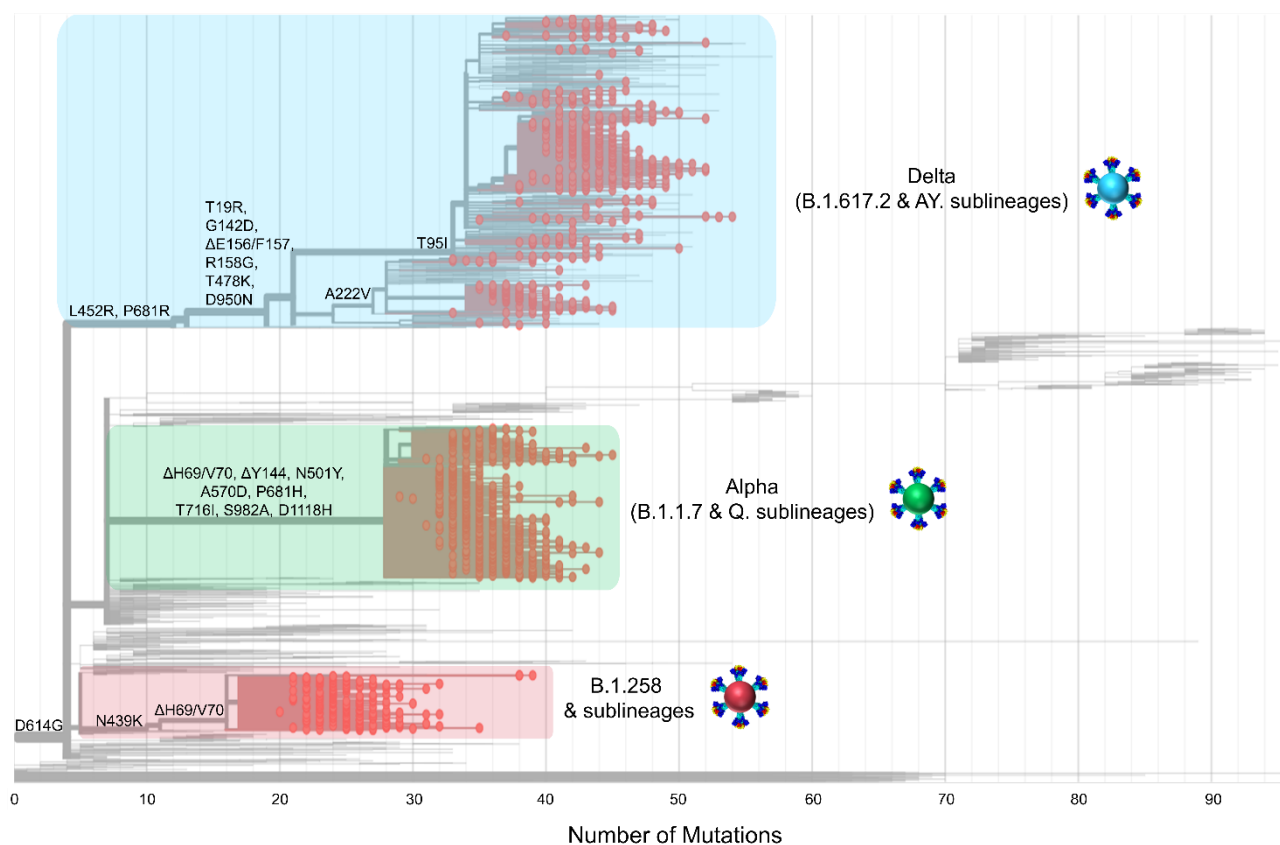 T19R,
G142D,
ΔE156/F157,
R158G,
T478K,
D950N
T95I
A222V
L452R, P681R
Delta
(B.1.617.2 & AY. sublineages)
ΔH69/V70, ΔY144, N501Y,
A570D, P681H,
T716I, S982A, D1118H
Alpha
(B.1.1.7 & Q. sublineages)
D614G
N439K
ΔH69/V70
B.1.258
& sublineages
0 10 20 30 40 50 60 70 80 90
Number of Mutations